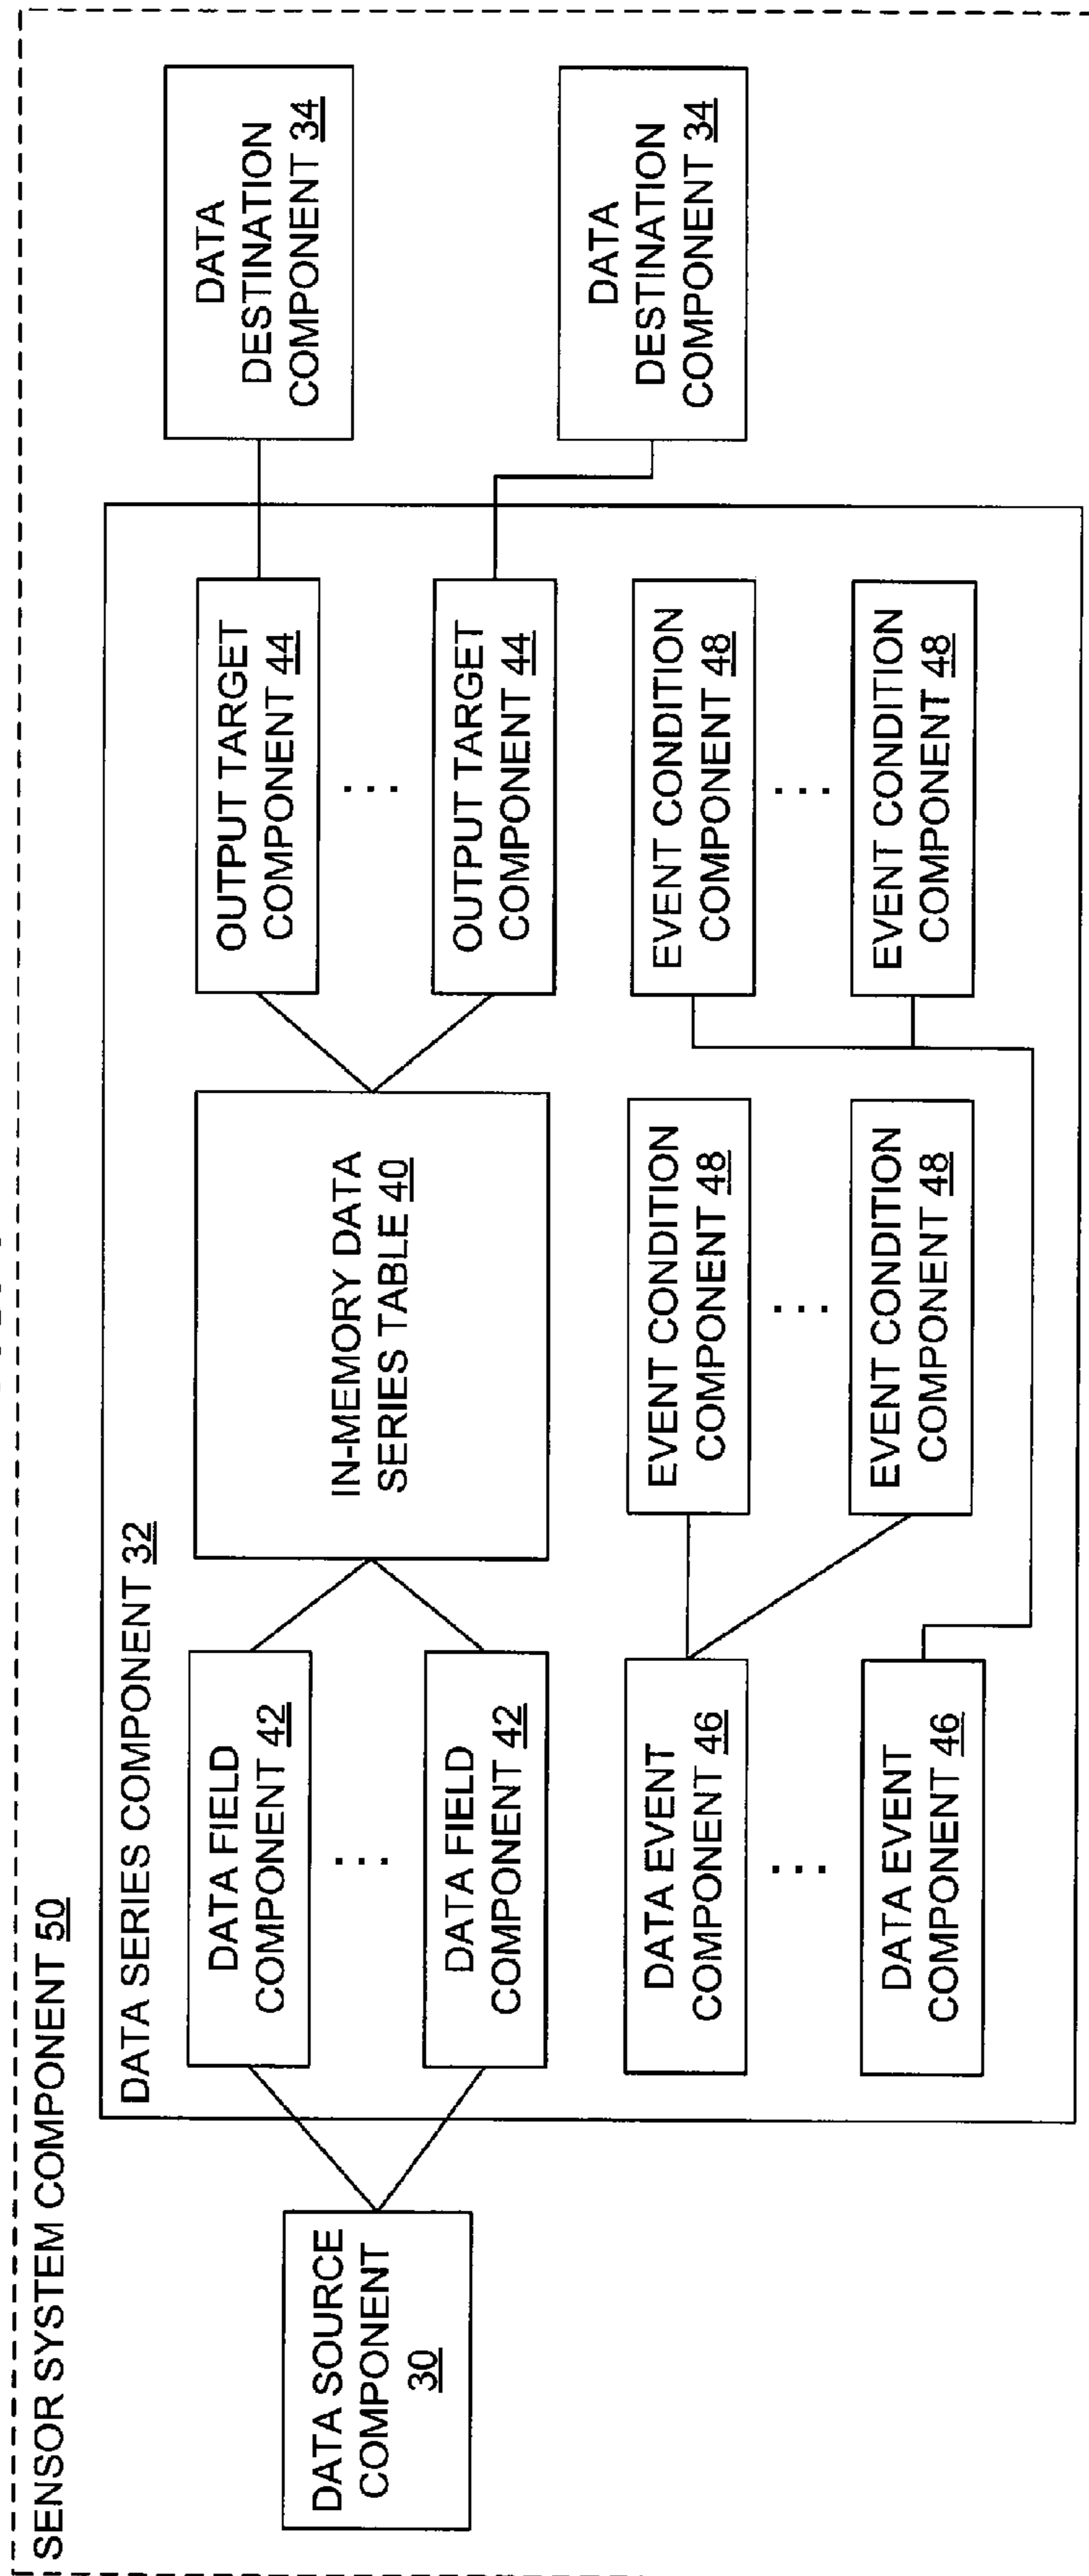 SENSOR SYSTEM COMPONENT 50
DATA SERIES COMPONENT 32
DATA SOURCE
COMPONENT
30
DATA FIELD
COMPONENT 42
...
DATA FIELD
COMPONENT 42
IN-MEMORY DATA
SERIES TABLE 40
OUTPUT TARGET
COMPONENT 44
...
OUTPUT TARGET
COMPONENT 44
DATA
DESTINATION
COMPONENT 34
DATA
DESTINATION
COMPONENT 34
DATA EVENT
COMPONENT 46
...
DATA EVENT
COMPONENT 46
EVENT CONDITION
COMPONENT 48
...
EVENT CONDITION
COMPONENT 48
EVENT CONDITION
COMPONENT 48
...
EVENT CONDITION
COMPONENT 48